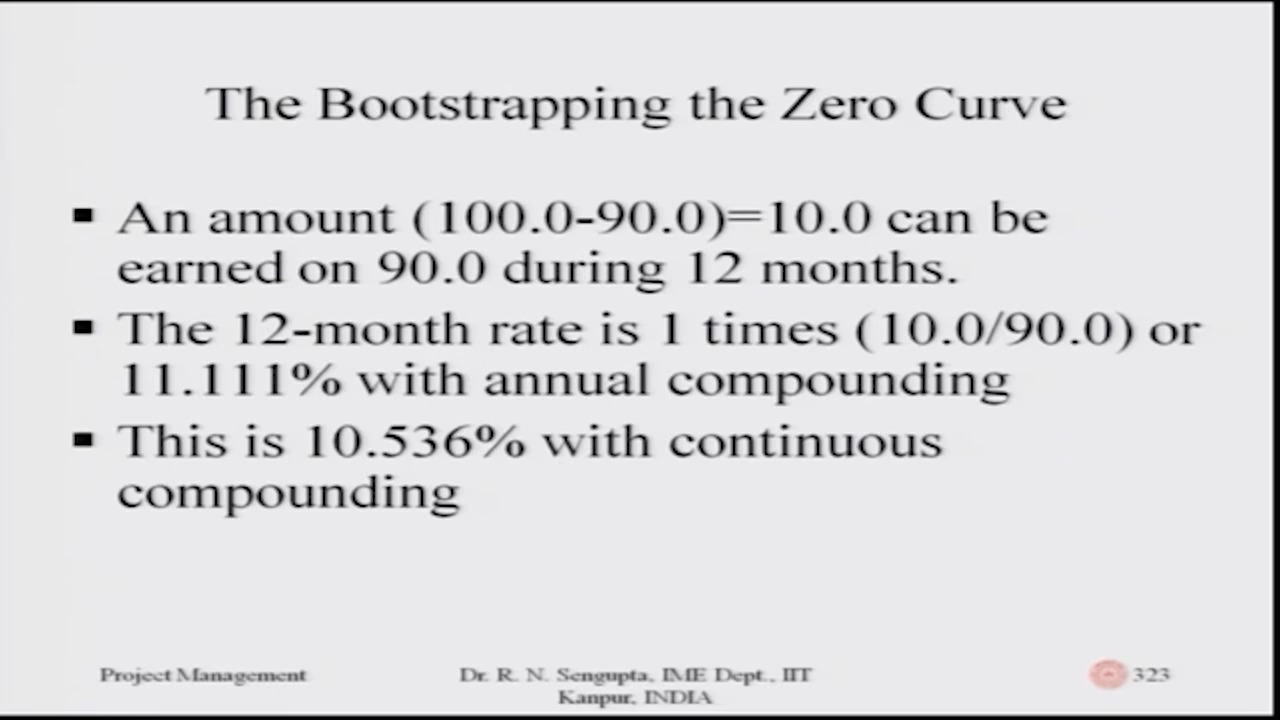 The Bootstrapping the Zero Curve
▪ An amount (100.0-90.0)=10.0 can be
earned on 90.0 during 12 months.
▪ The 12-month rate is 1 times (10.0/90.0) or
11.111% with annual compounding
▪ This is 10.536% with continuous
compounding
Project Management
Dr. R. N. Sengupta, IME Dept., IIT
Kanpur, INDIA
323